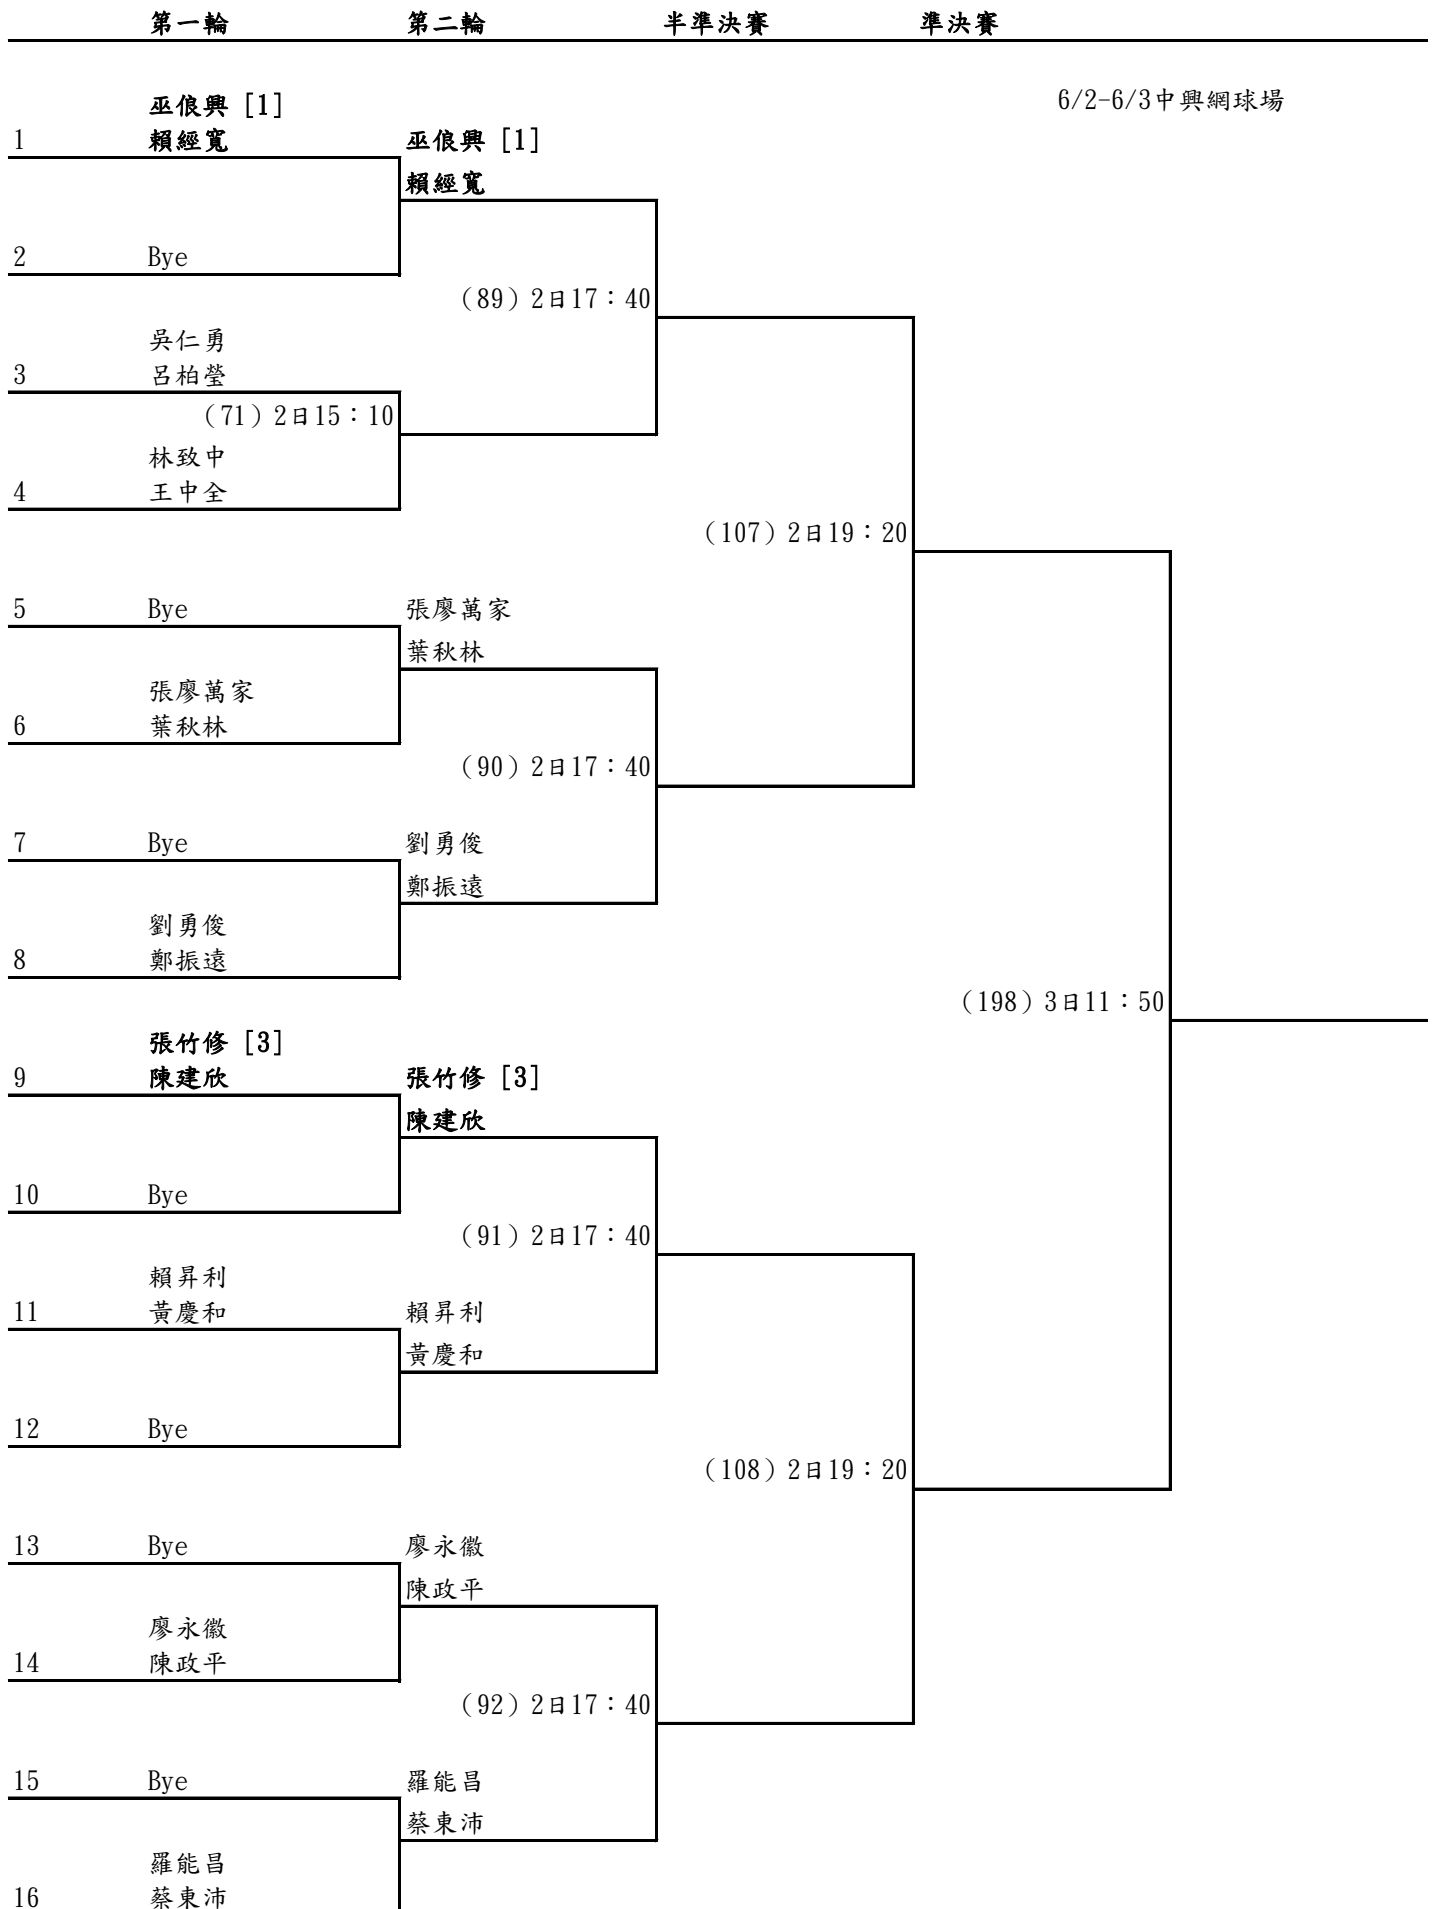 第一輪 第二輪 半準決賽 準決賽
6/2-6/3中興網球場
巫俍興 [1]
1 賴經寬 巫俍興 [1]
賴經寬
2 Bye
(89) 2日17：40
吳仁勇
3 呂柏瑩
(71) 2日15：10
林致中
4 王中全
(107) 2日19：20
5 Bye 張廖萬家
葉秋林
張廖萬家
6 葉秋林
(90) 2日17：40
7 Bye 劉勇俊
鄭振遠
劉勇俊
8 鄭振遠
(198) 3日11：50
張竹修 [3]
9 陳建欣 張竹修 [3]
陳建欣
10 Bye
(91) 2日17：40
賴昇利
11 黃慶和 賴昇利
黃慶和
12 Bye
(108) 2日19：20
13 Bye 廖永徽
陳政平
廖永徽
14 陳政平
(92) 2日17：40
15 Bye 羅能昌
蔡東沛
羅能昌
16 蔡東沛